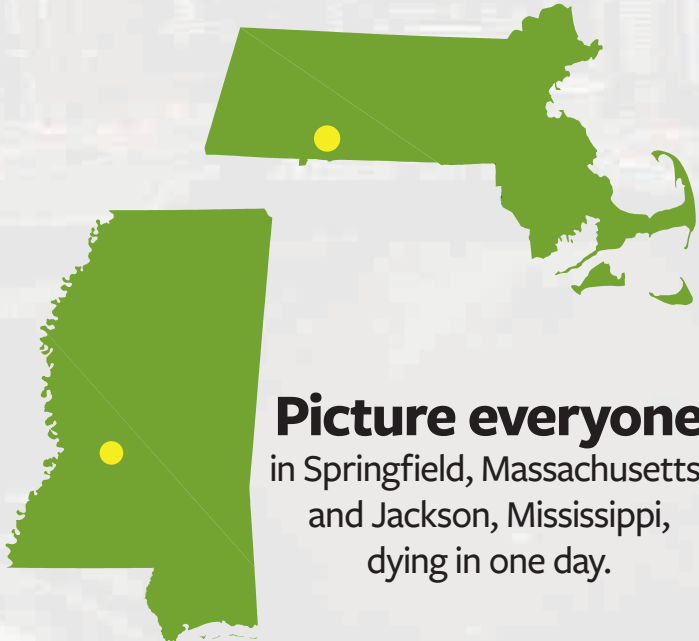 Picture everyone
in Springfield, Massachusetts
and Jackson, Mississippi,
dying in one day.